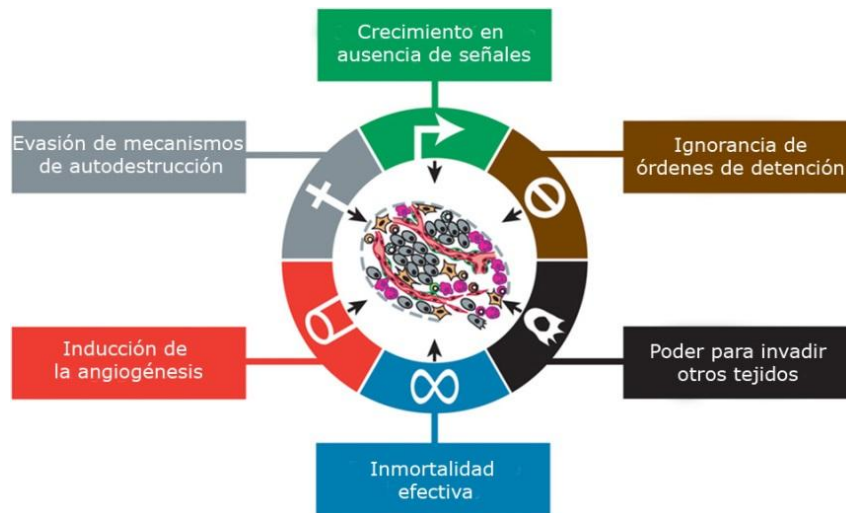 Crecimiento en
ausencia de señales
Evasión de mecanismos
de autodestrucción
Ignorancia de
órdenes de detención
Inducción de
la angiogénesis
Poder para invadir
otros tejidos
Inmortalidad
efectiva